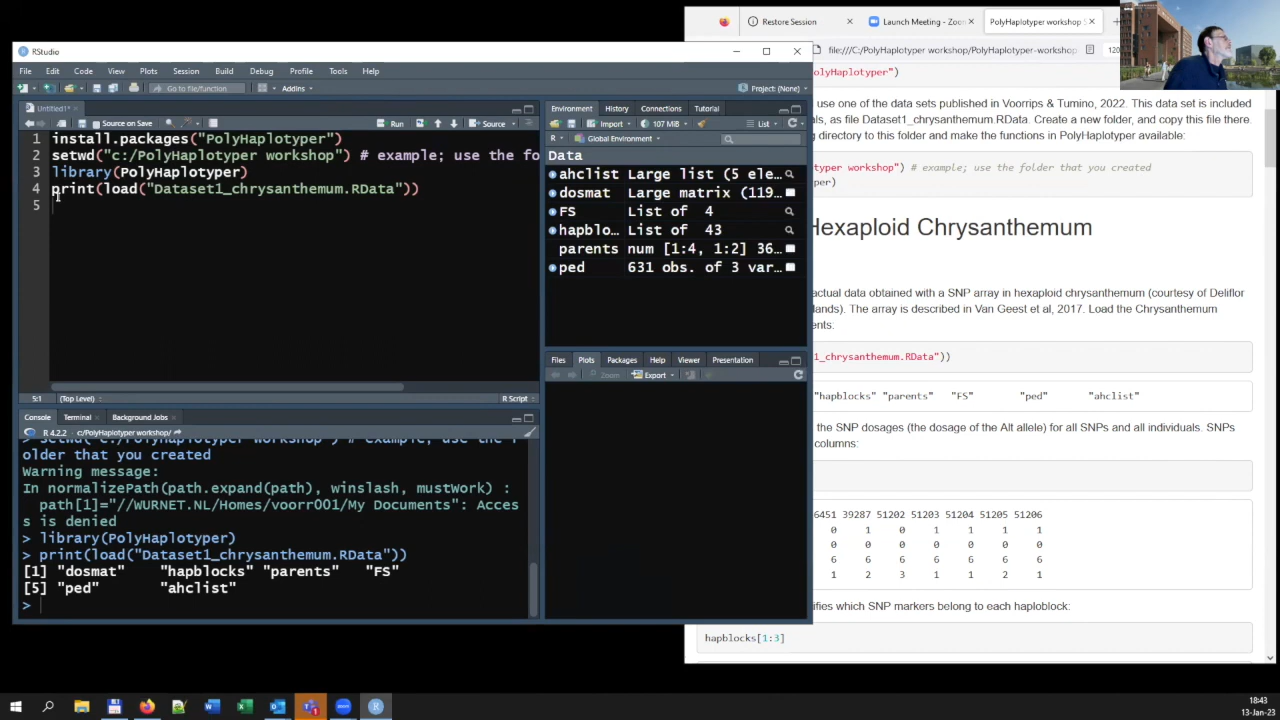 Restore Session
Launch Meeting - Zoo
PolyHaplotyper workshop
RStudio
file:///C:/PolyHaplotyper workshop/PolyHaplotyper-workshop
120
File Edit Code View Plots Session Build Debug Profile Tools Help
olyHaplotyper")
Go to file/function
Addins
Project: (None)
use one of the data sets published in Voorrips & Tumino, 2022. This data set is included
Untitled1*
Environment History Connections Tutorial
als, as file Dataset1_chrysanthemum.RData. Create a new folder, and copy this file there.
Source on Save
Run
Source
Import
107 MiB
List
ng directory to this folder and make the functions in PolyHaplotyper available:
1 install.packages("PolyHaplotyper")
R
Global Environment
2 setwd("c:/PolyHaplotyper workshop") # example; use the fo
Data
typer workshop") # example; use the folder that you created
3 library(PolyHaplotyper)
ahclist Large list (5 ele…
per)
4 print(load("Dataset1_chrysanthemum.RData"))
dosmat Large matrix (119…
5
FS List of 4
Hexaploid Chrysanthemum
hapblo… List of 43
parents num [1:4, 1:2] 36…
ped 631 obs. of 3 var…
actual data obtained with a SNP array in hexaploid chrysanthemum (courtesy of Deliflor
lands). The array is described in Van Geest et al, 2017. Load the Chrysanthemum
ents.
1_chrysanthemum.RData"))
Files Plots Packages Help Viewer Presentation
Zoom
Export
5:1
(Top Level)
R Script
"hapblocks" "parents" "FS" "ped" "ahclist"
Console Terminal Background Jobs
the SNP dosages (the dosage of the Alt allele) for all SNPs and all individuals. SNPs
R 4.2.2 · c:/PolyHaplotyper workshop/
columns:
> setwd("c:/PolyHaplotyper workshop") # example; use the f
older that you created
Warning message:
In normalizePath(path.expand(path), winslash, mustWork) :
path[1]="//WURNET.NL/Homes/voorr001/My Documents": Acces
s is denied
6451 39287 51202 51203 51204 51205 51206
0 1 0 1 1 1 1
> library(PolyHaplotyper)
0 0 0 0 0 0 0
> print(load("Dataset1_chrysanthemum.RData"))
6 6 6 6 6 6 6
[1] "dosmat" "hapblocks" "parents" "FS"
1 2 3 1 1 2 1
[5] "ped" "ahclist"
>
ifies which SNP markers belong to each haploblock:
hapblocks[1:3]
18:43
13-Jan-23